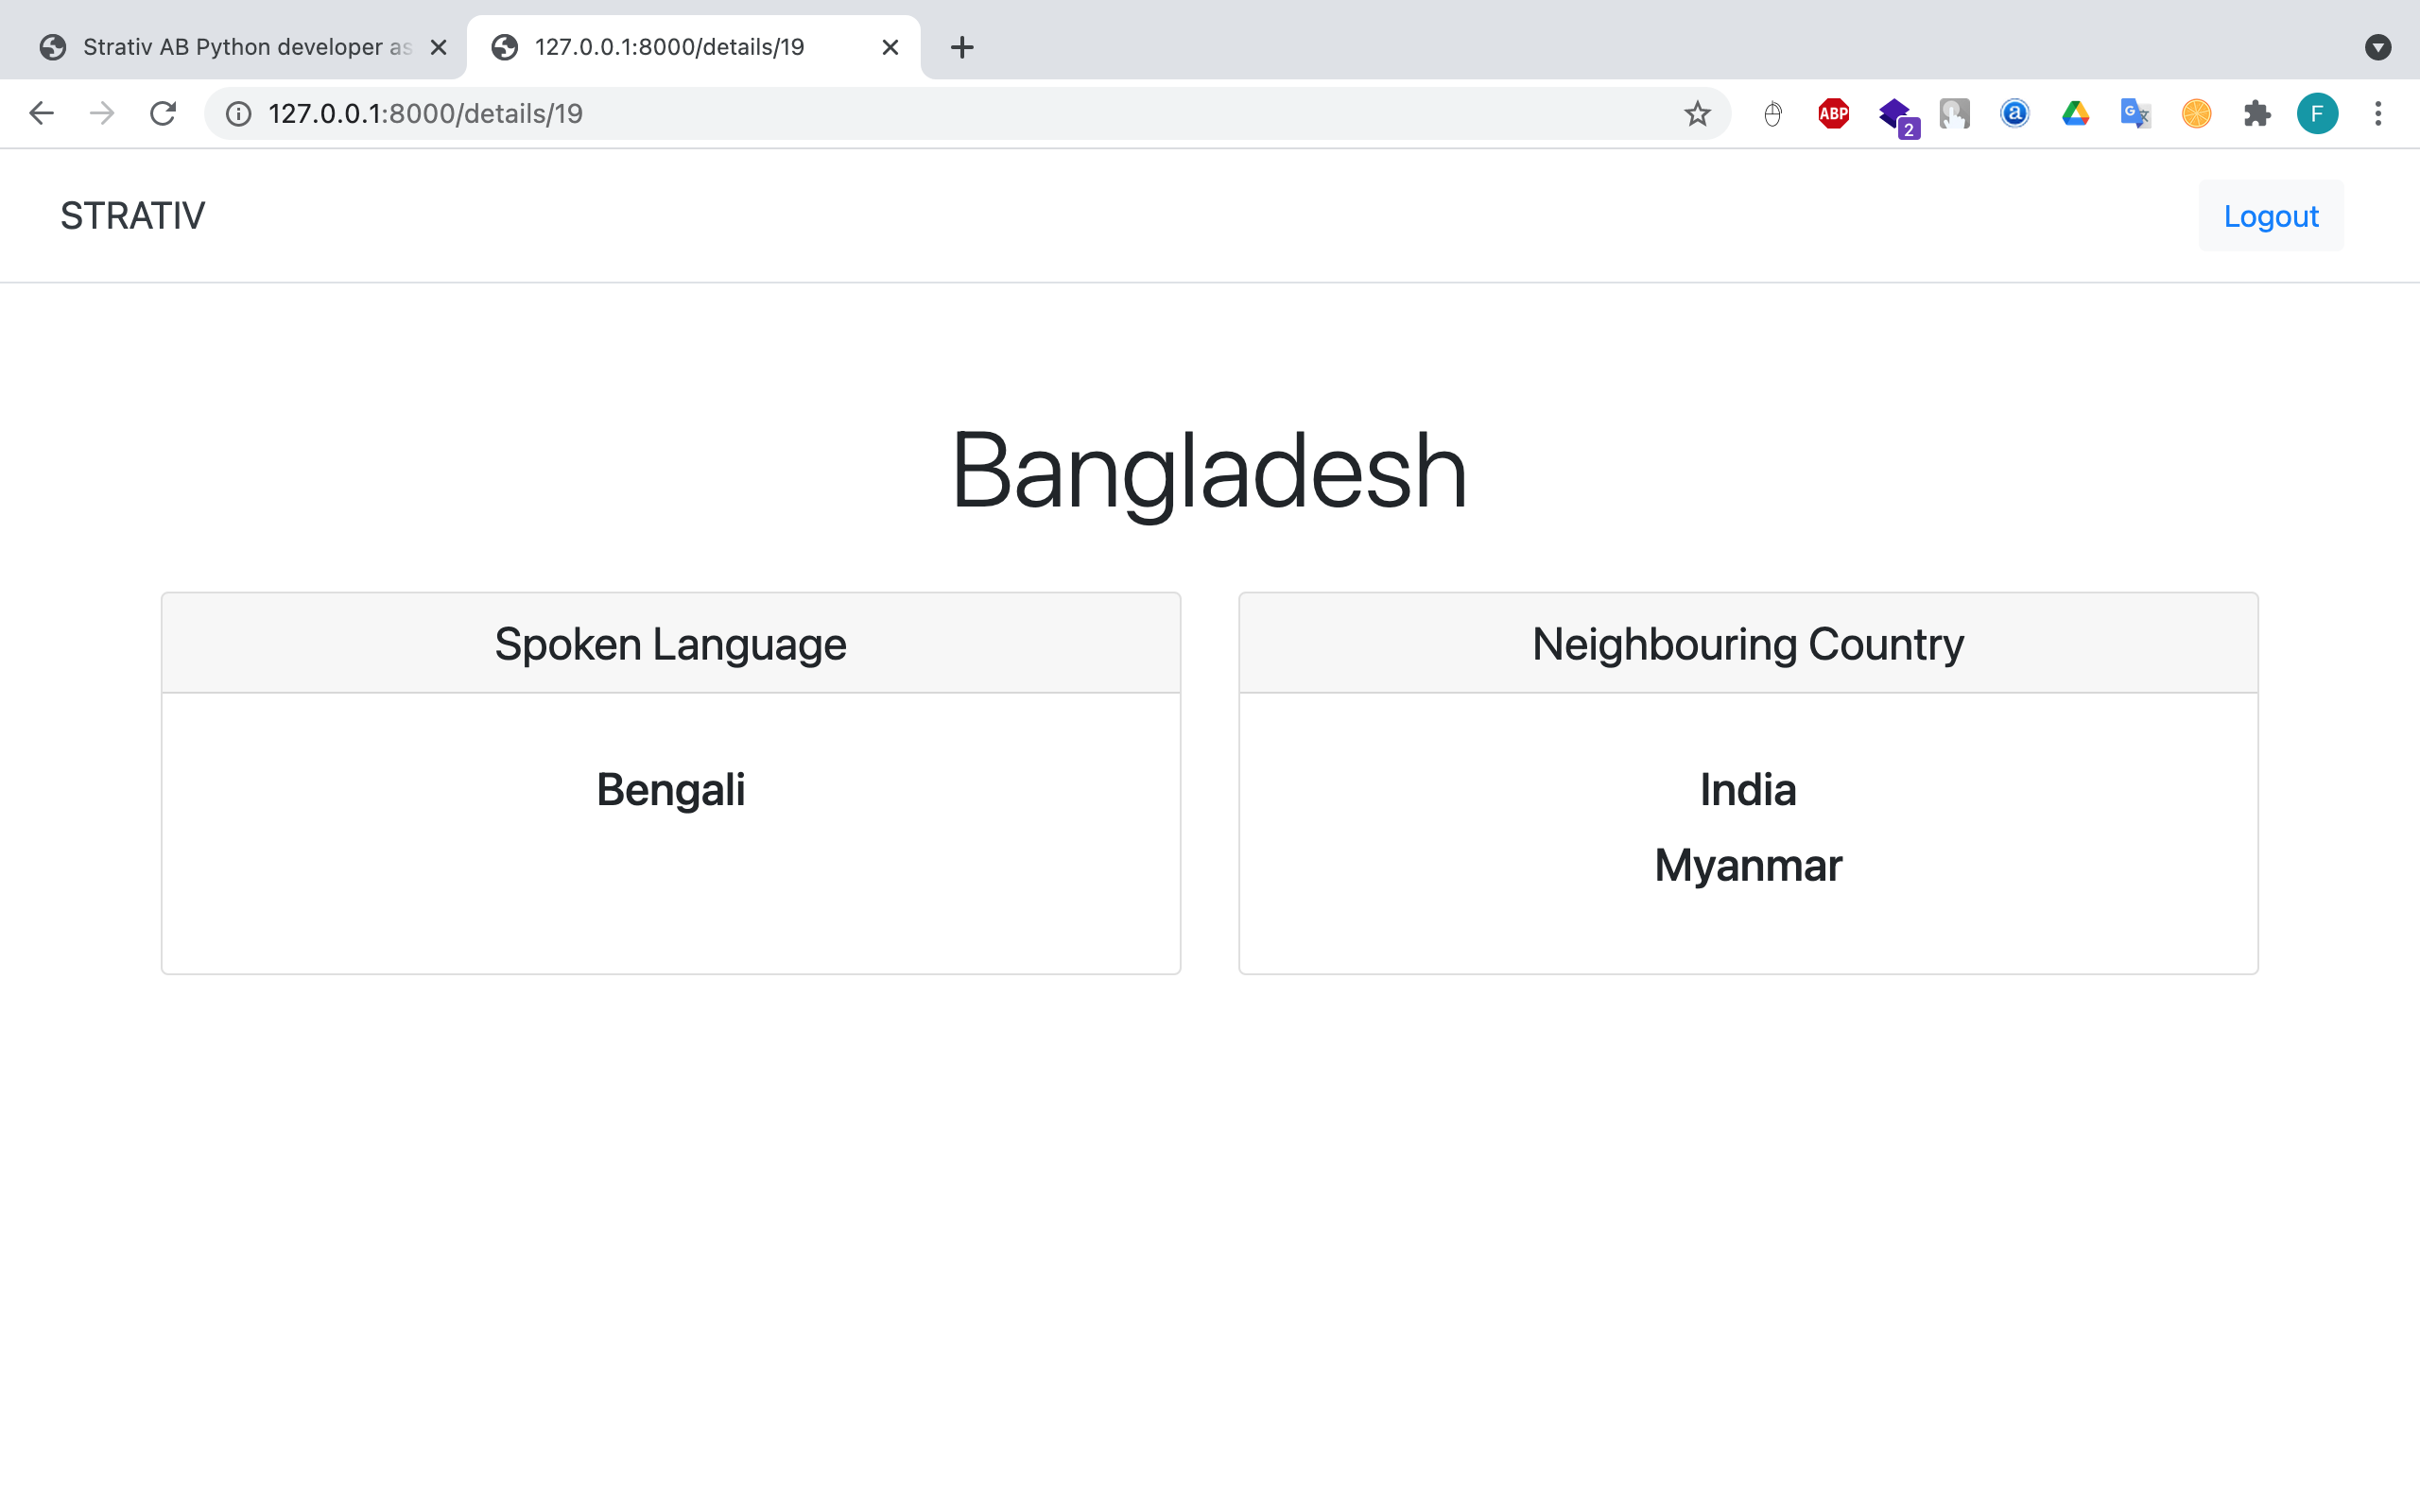 Strativ AB Python developer as
127.0.0.1:8000/details/19
127.0.0.1:8000/details/19
ABP
2
a
G
F
STRATIV
Logout
Bangladesh
Spoken Language
Neighbouring Country
Bengali
India
Myanmar